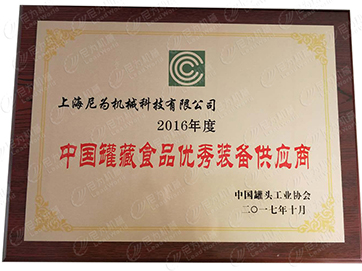 上海尼为机械科技有限公司
2016年度
中国罐藏食品优秀装备供应商
中国罐头工业协会
二〇一七年十月